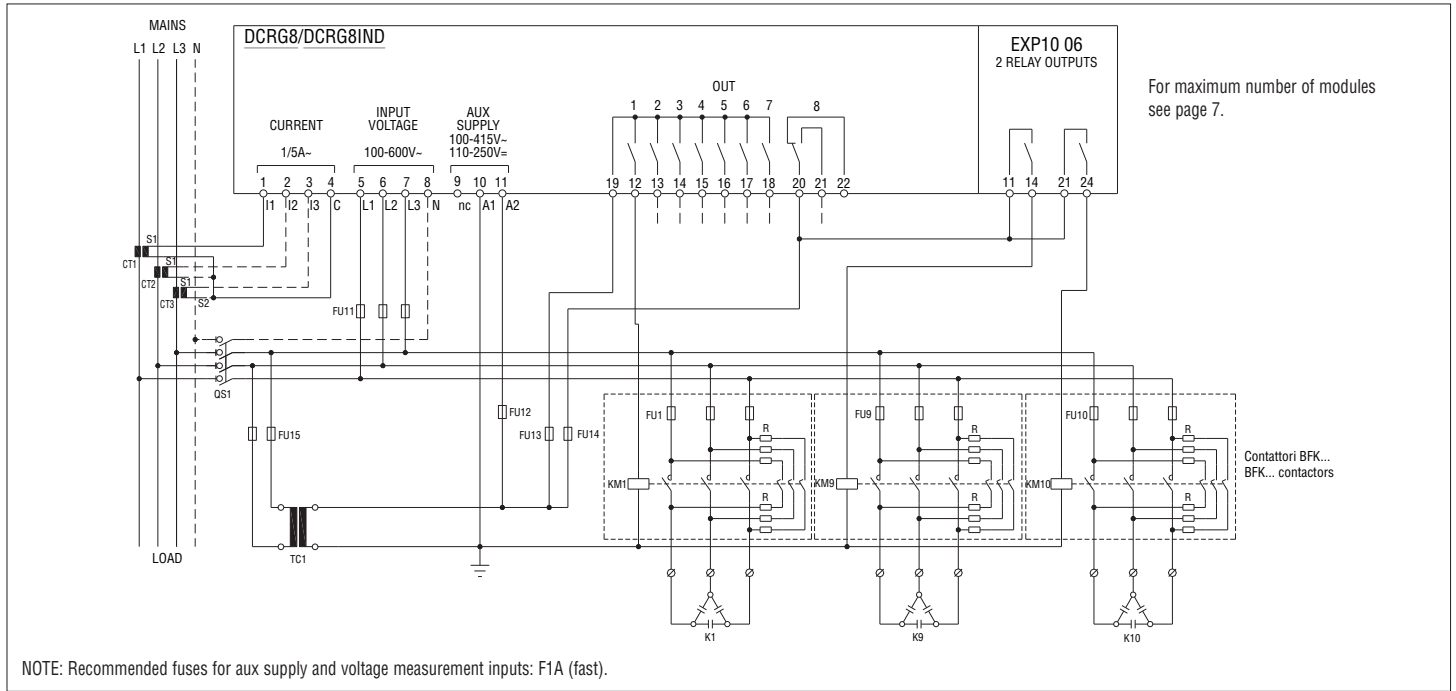 MAINS
L1 L2 L3 N
DCRG8/DCRG8IND
EXP10 06
2 RELAY OUTPUTS
For maximum number of modules
see page 7.
OUT
1 2 3 4 5 6 7 8
CURRENT
1/5A~
INPUT
VOLTAGE
100-600V~
AUX
SUPPLY
100-415V~
110-250V=
1 2 3 4 5 6 7 8 9 10 11 19 12 13 14 15 16 17 18 20 21 22 11 14 21 24
I1 I2 I3 C L1 L2 L3 N nc A1 A2
S1
CT1
S1
CT2
S1
CT3
S2
FU11
QS1
FU12
FU15
FU13
FU14
FU1
FU9
FU10
R
R
R
Contattori BFK...
BFK... contactors
KM1
KM9
KM10
R
R
R
LOAD
TC1
K1
K9
K10
NOTE: Recommended fuses for aux supply and voltage measurement inputs: F1A (fast).